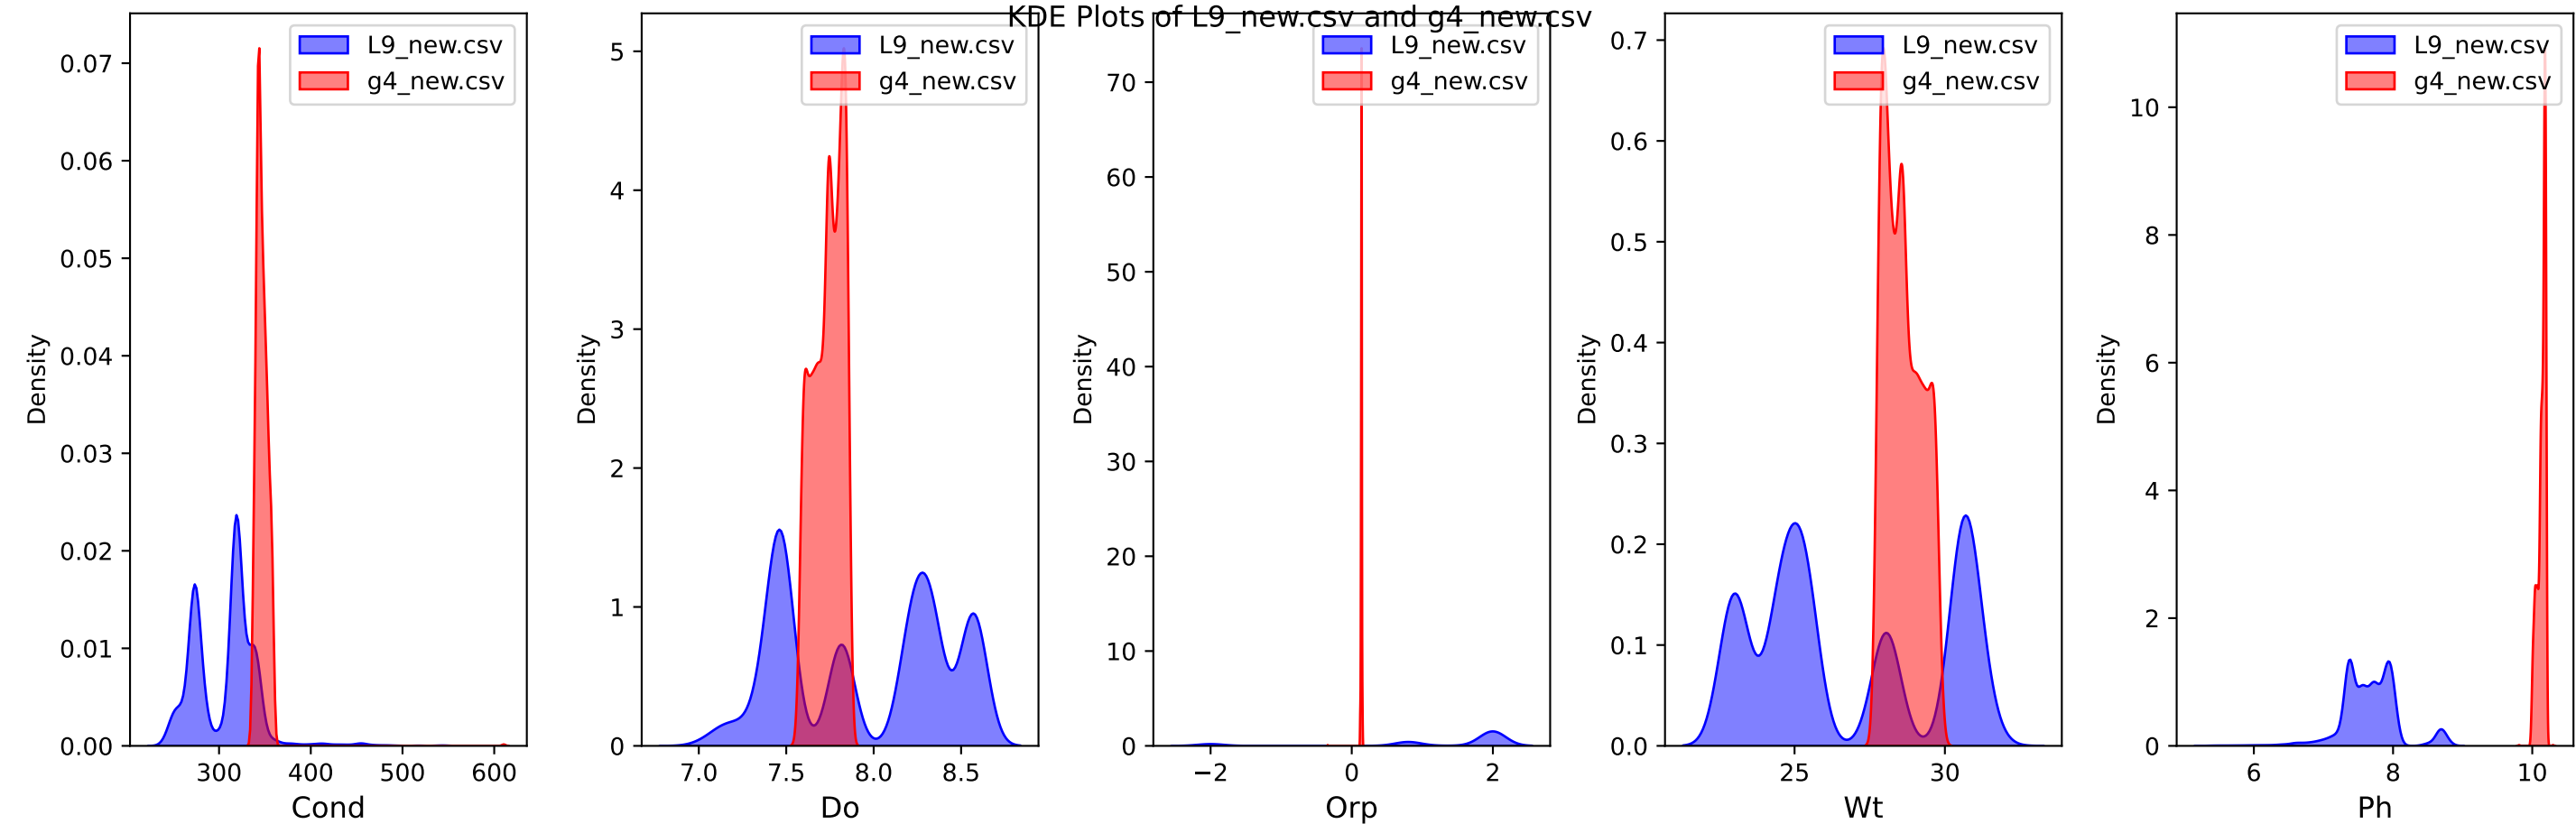 KDE Plots of L9_new.csv and g4_new.csv
L9_new.csv
g4_new.csv
0.07
0.06
0.05
0.04
0.03
0.02
0.01
0.00
Density
300 400 500 600
Cond
L9_new.csv
g4_new.csv
5
4
3
2
1
0
Density
7.0 7.5 8.0 8.5
Do
L9_new.csv
g4_new.csv
70
60
50
40
30
20
10
0
Density
−2 0 2
Orp
L9_new.csv
g4_new.csv
0.7
0.6
0.5
0.4
0.3
0.2
0.1
0.0
Density
25 30
Wt
L9_new.csv
g4_new.csv
10
8
6
4
2
0
Density
6 8 10
Ph